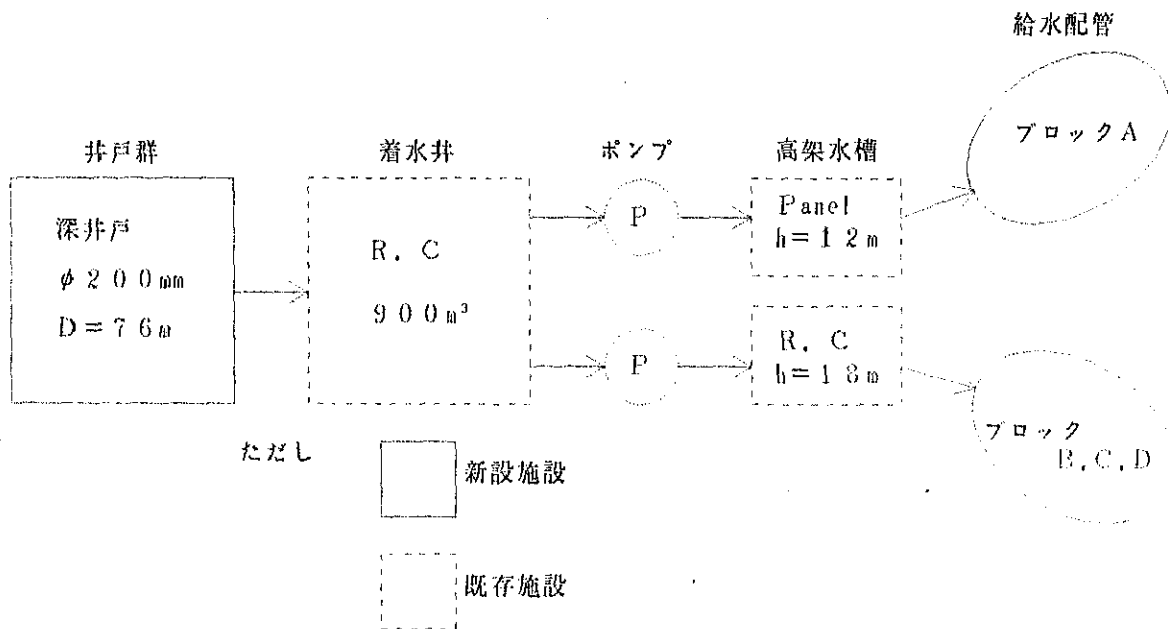 給水配管
ブロックA
井戸群
着水井
ポンプ
高架水槽
深井戸
φ200mm
D=76m
R.C
900m³
P
Panel
h=12m
P
R.C
h=18m
ブロック
B,C,D
ただし
新設施設
既存施設